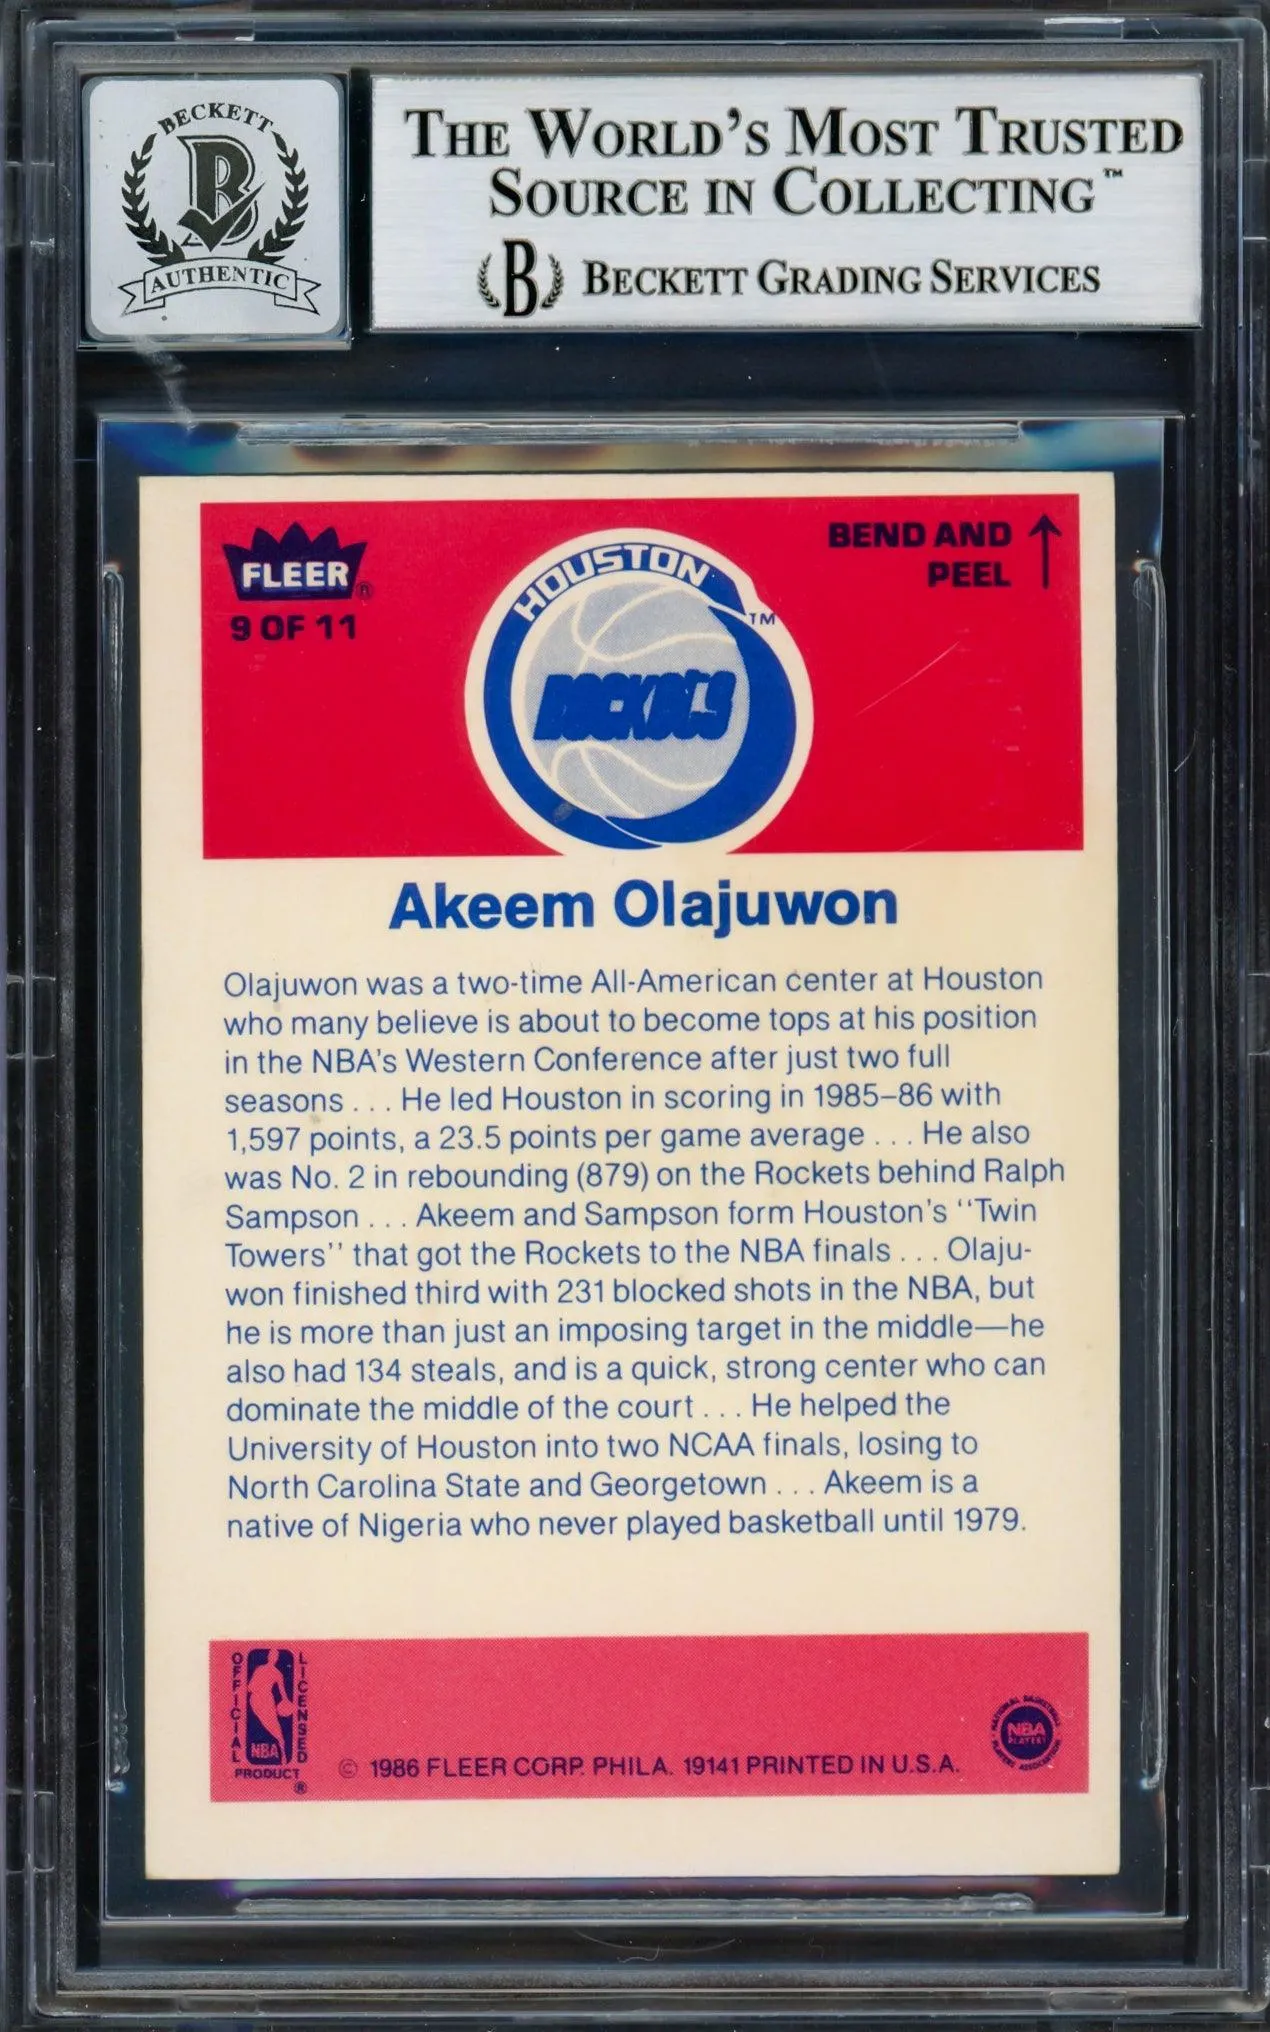 BECKETT
B
AUTHENTIC
THE WORLD'S MOST TRUSTED
SOURCE IN COLLECTING™
B BECKETT GRADING SERVICES
FLEER®
9 OF 11
BEND AND
PEEL
HOUSTON
ROCKETS
TM
Akeem Olajuwon
Olajuwon was a two-time All-American center at Houston
who many believe is about to become tops at his position
in the NBA's Western Conference after just two full
seasons . . . He led Houston in scoring in 1985–86 with
1,597 points, a 23.5 points per game average . . . He also
was No. 2 in rebounding (879) on the Rockets behind Ralph
Sampson . . . Akeem and Sampson form Houston's ‘‘Twin
Towers’’ that got the Rockets to the NBA finals . . . Olaju-
won finished third with 231 blocked shots in the NBA, but
he is more than just an imposing target in the middle—he
also had 134 steals, and is a quick, strong center who can
dominate the middle of the court . . . He helped the
University of Houston into two NCAA finals, losing to
North Carolina State and Georgetown . . . Akeem is a
native of Nigeria who never played basketball until 1979.
OFFICIAL
LICENSED
NBA
PRODUCT
®
© 1986 FLEER CORP. PHILA. 19141 PRINTED IN U.S.A.
NATIONAL BASKETBALL
NBA
PLAYERS
PLAYERS ASSOCIATION